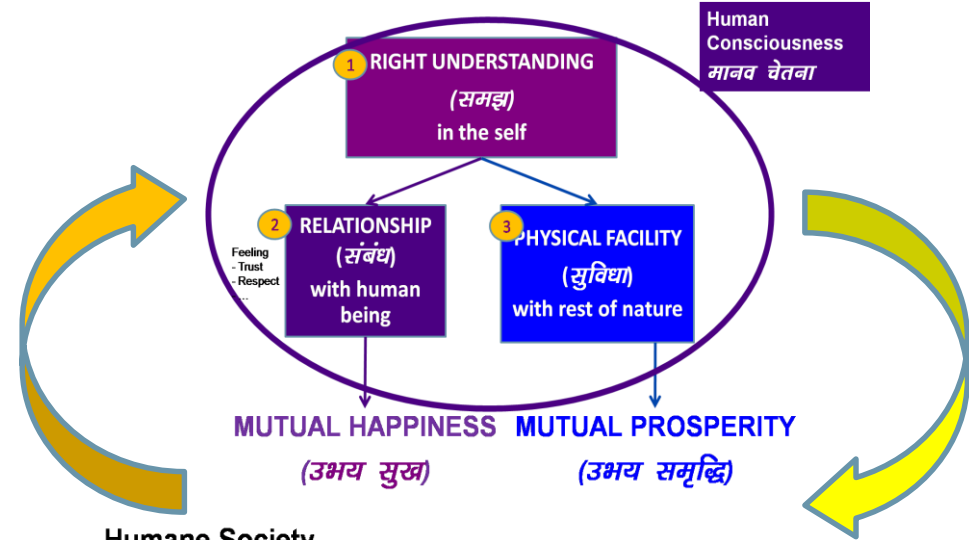 Human
Consciousness
मानव चेतना
1
RIGHT UNDERSTANDING
(समझ)
in the self
2
RELATIONSHIP
(संबंध)
with human
being
Feeling
- Trust
- Respect
...
3
PHYSICAL FACILITY
(सुविधा)
with rest of nature
MUTUAL HAPPINESS
(उभय सुख)
MUTUAL PROSPERITY
(उभय समृद्धि)
Humane Society